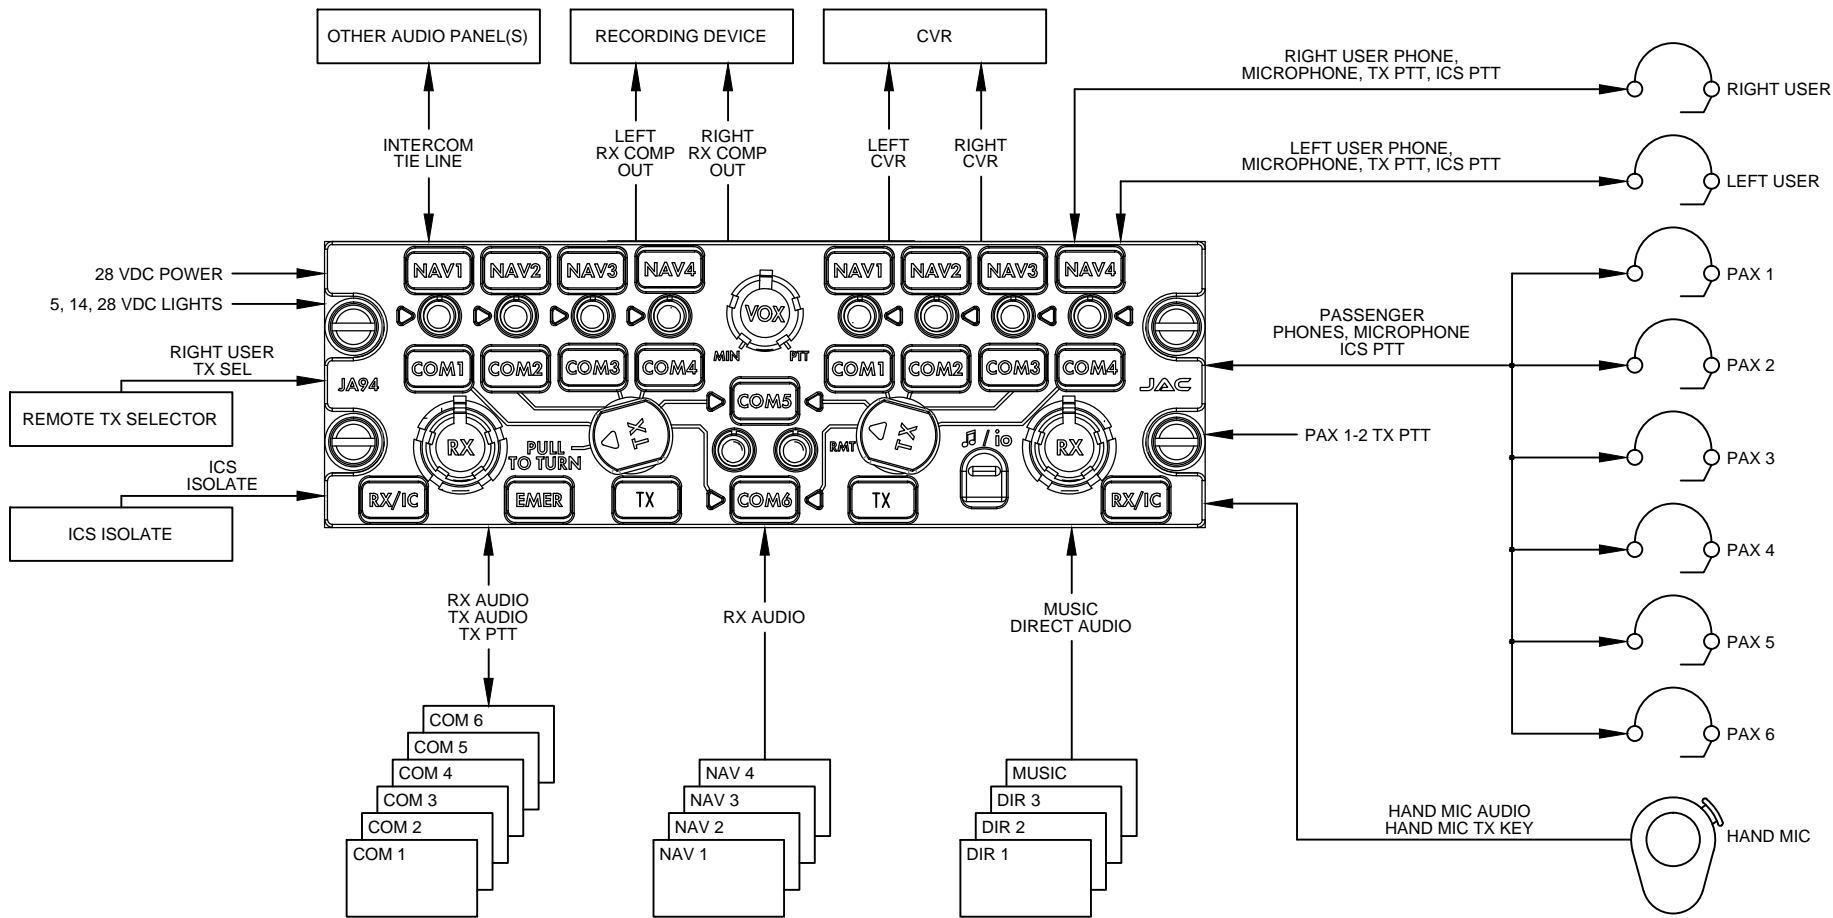 OTHER AUDIO PANEL(S)
RECORDING DEVICE
CVR
RIGHT USER PHONE,
MICROPHONE, TX PTT, ICS PTT
RIGHT USER
INTERCOM
TIE LINE
LEFT
RX COMP
OUT
RIGHT
RX COMP
OUT
LEFT
CVR
RIGHT
CVR
LEFT USER PHONE,
MICROPHONE, TX PTT, ICS PTT
LEFT USER
28 VDC POWER
5, 14, 28 VDC LIGHTS
RIGHT USER
TX SEL
REMOTE TX SELECTOR
ICS
ISOLATE
ICS ISOLATE
NAV1 NAV2 NAV3 NAV4
VOX
MIN PTT
NAV1 NAV2 NAV3 NAV4
COM1 COM2 COM3 COM4
COM1 COM2 COM3 COM4
JA94
JAC
COM5
RX
PULL
TO TURN
TX
RMT
TX
♫ / io
RX
RX/IC
EMER
TX
COM6
TX
RX/IC
PASSENGER
PHONES, MICROPHONE
ICS PTT
PAX 1-2 TX PTT
PAX 1
PAX 2
PAX 3
PAX 4
PAX 5
PAX 6
RX AUDIO
TX AUDIO
TX PTT
RX AUDIO
MUSIC
DIRECT AUDIO
COM 6
COM 5
COM 4
COM 3
COM 2
COM 1
NAV 4
NAV 3
NAV 2
NAV 1
MUSIC
DIR 3
DIR 2
DIR 1
HAND MIC AUDIO
HAND MIC TX KEY
HAND MIC